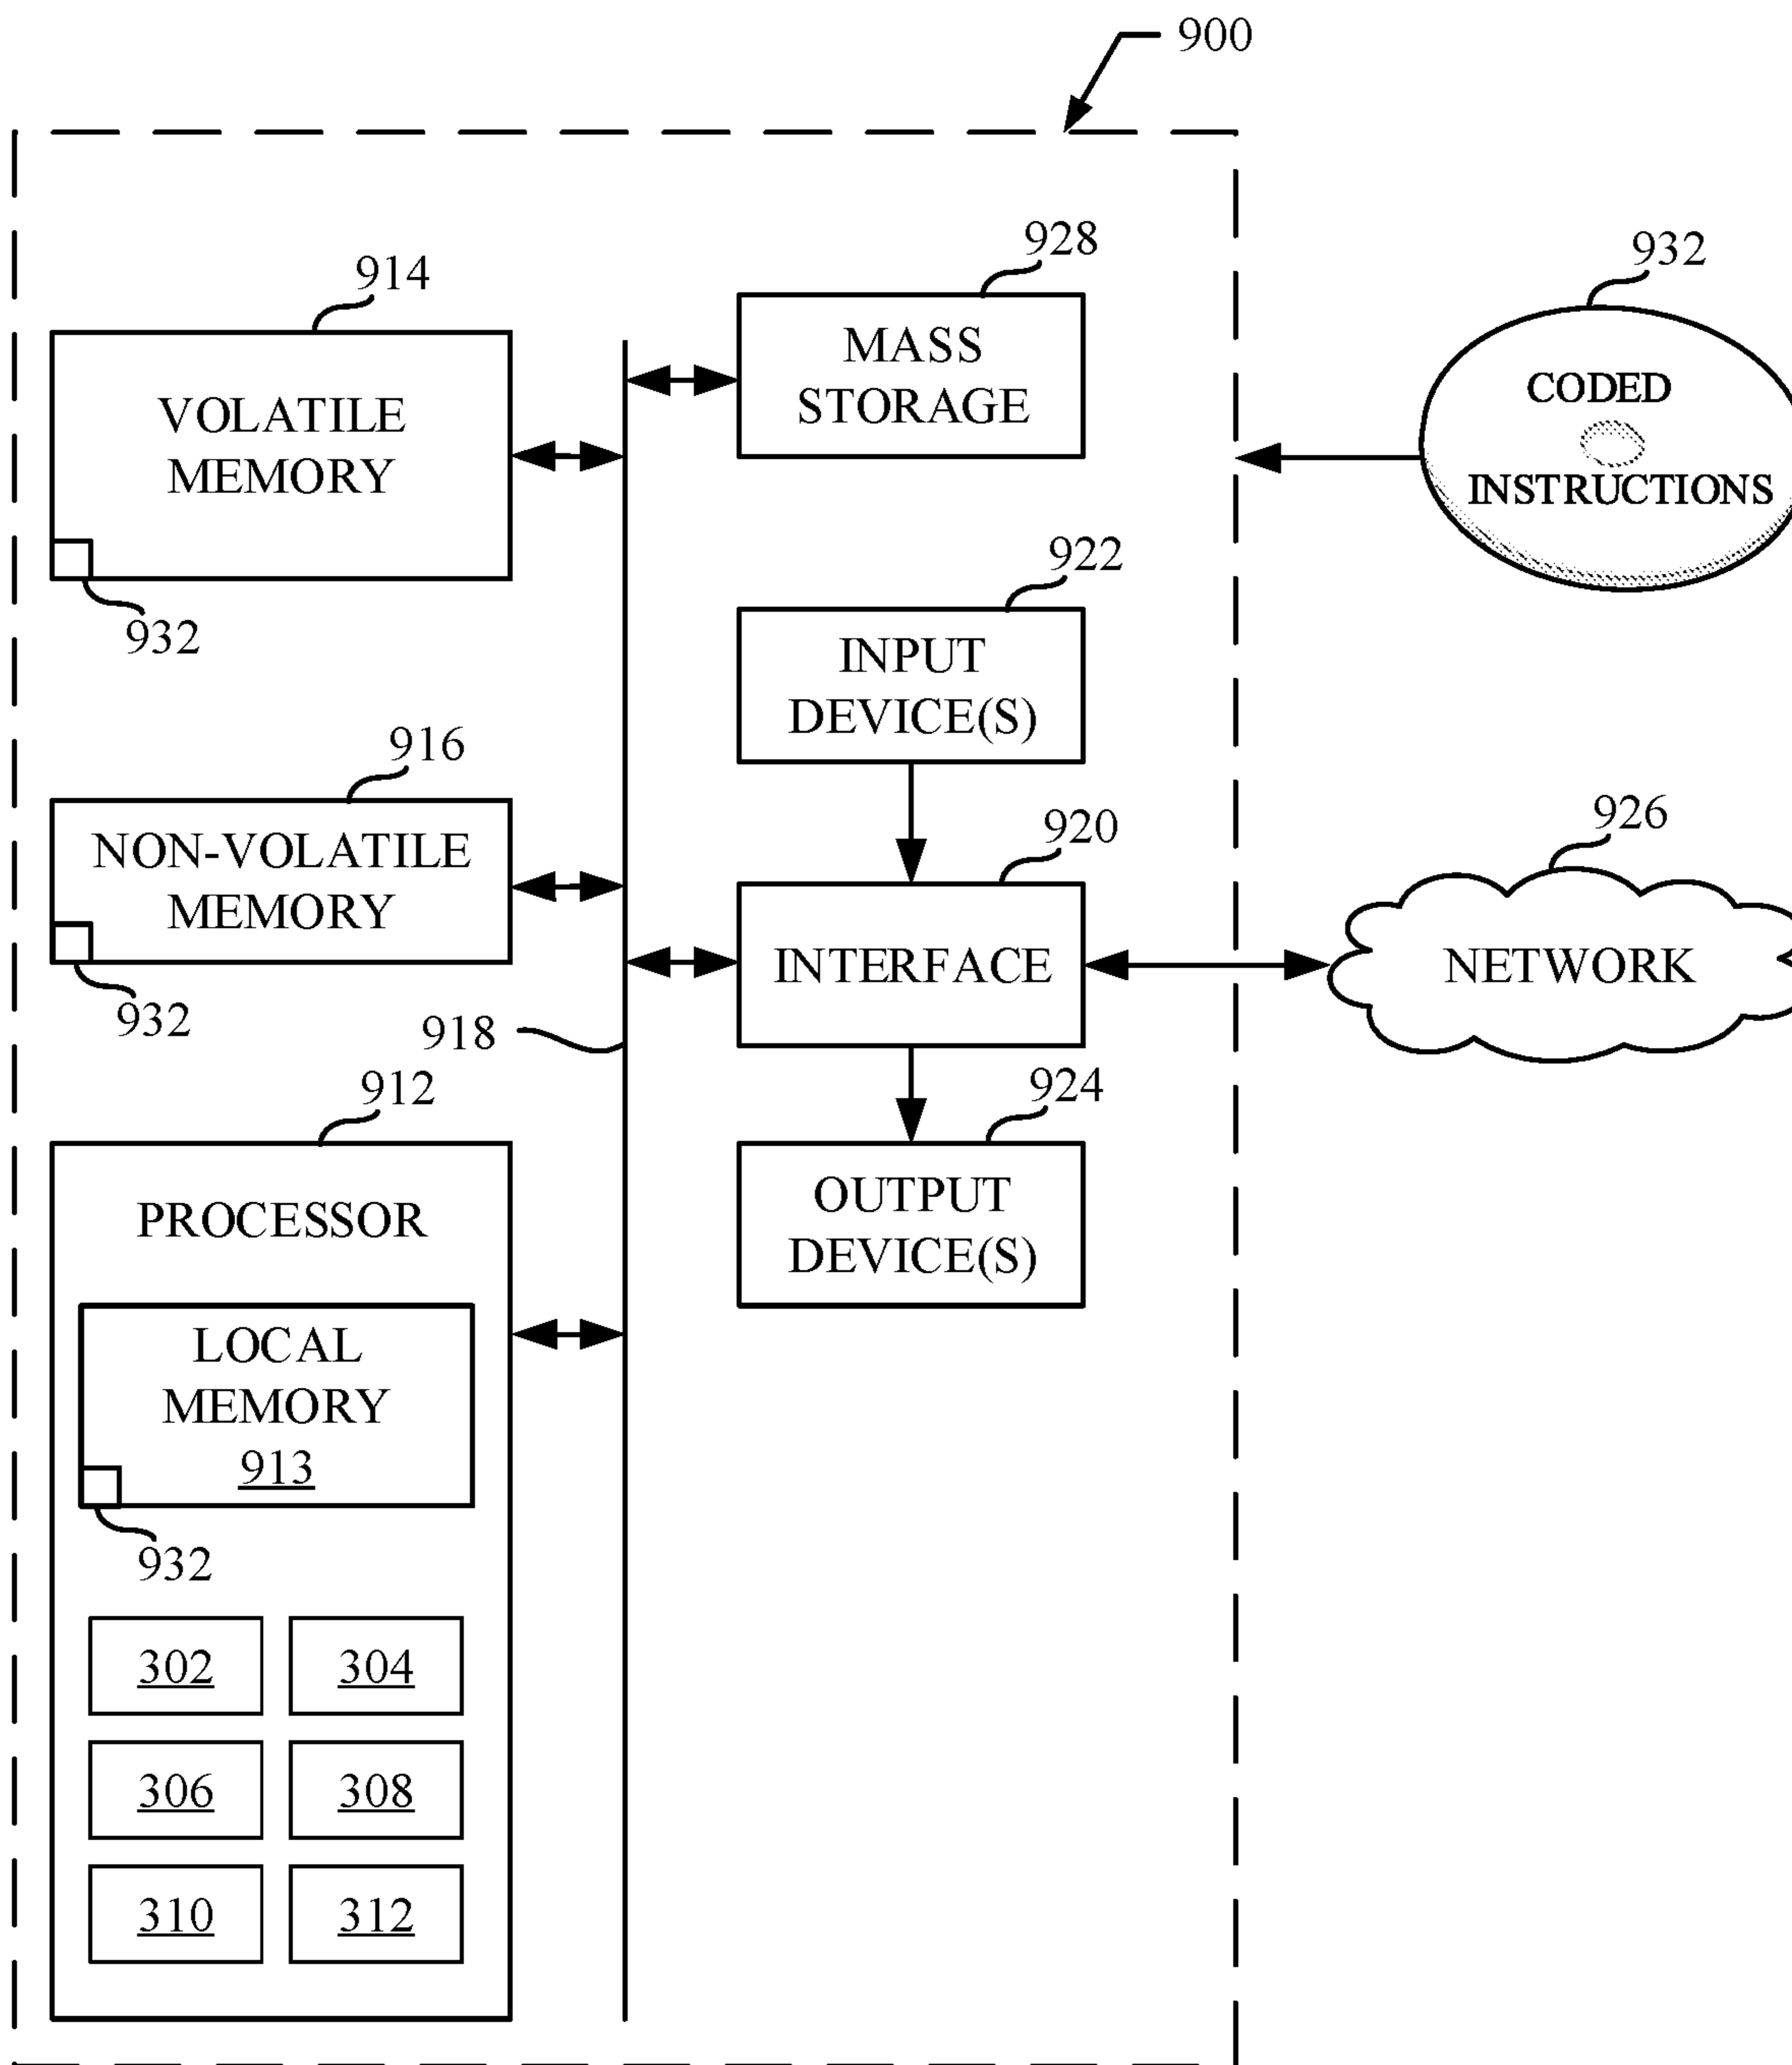 900
928
932
914
MASS
STORAGE
CODED
INSTRUCTIONS
VOLATILE
MEMORY
922
932
INPUT
DEVICE(S)
916
920
926
NON-VOLATILE
MEMORY
INTERFACE
NETWORK
932
918
912
924
PROCESSOR
OUTPUT
DEVICE(S)
LOCAL
MEMORY
913
932
302
304
306
308
310
312